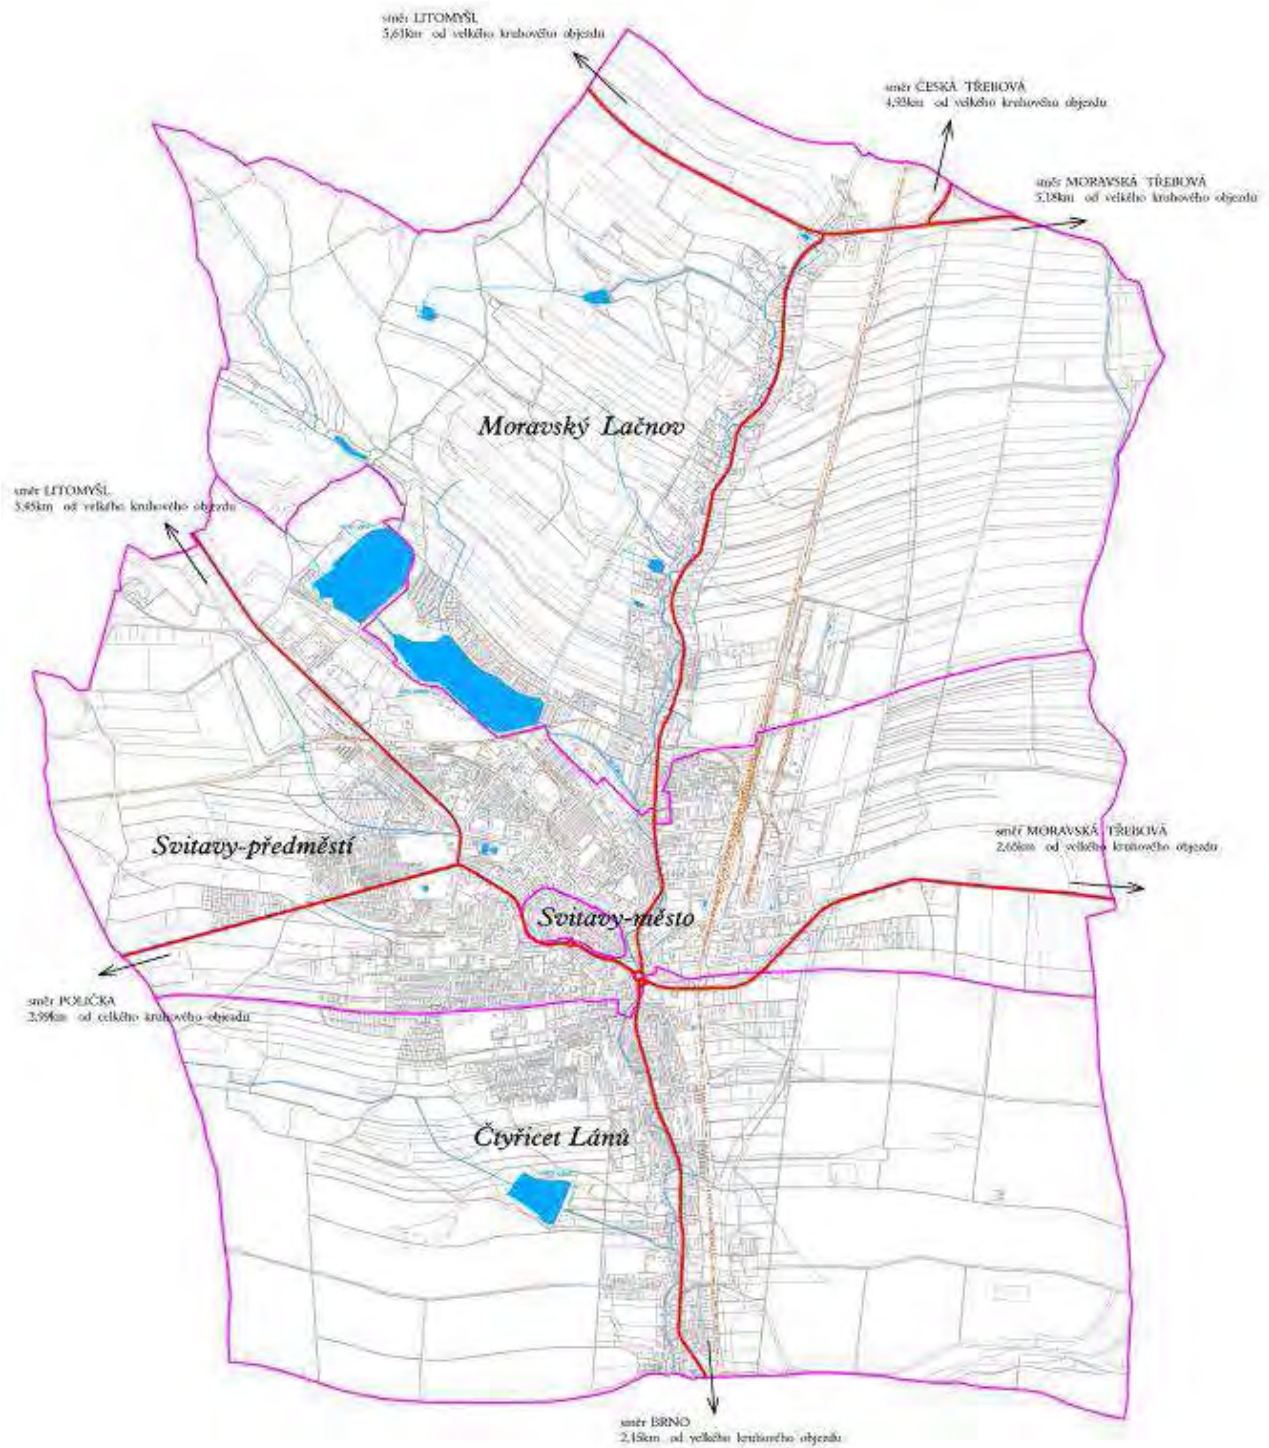 směr LITOMYŠL
5,61km od velkého kruhového objezdu
směr ČESKÁ TŘEBOVÁ
4,93km od velkého kruhového objezdu
směr MORAVSKÁ TŘEBOVÁ
5,18km od velkého kruhového objezdu
Moravský Lačnov
směr LITOMYŠL
3,45km od velkého kruhového objezdu
směr MORAVSKÁ TŘEBOVÁ
2,65km od velkého kruhového objezdu
Svitavy-předměstí
Svitavy-město
směr POLIČKA
2,99km od celkého kruhového objezdu
Čtyřicet Lánů
směr BRNO
2,15km od velkého kruhového objezdu